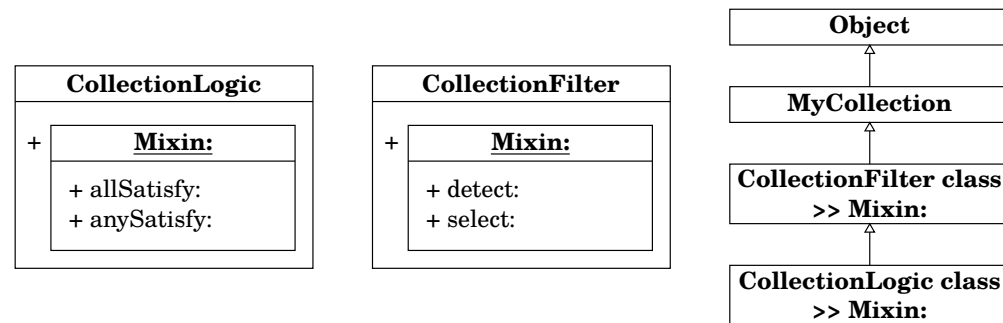 CollectionLogic
+
Mixin:
+ allSatisfy:
+ anySatisfy:
CollectionFilter
+
Mixin:
+ detect:
+ select:
Object
MyCollection
CollectionFilter class
>> Mixin:
CollectionLogic class
>> Mixin: